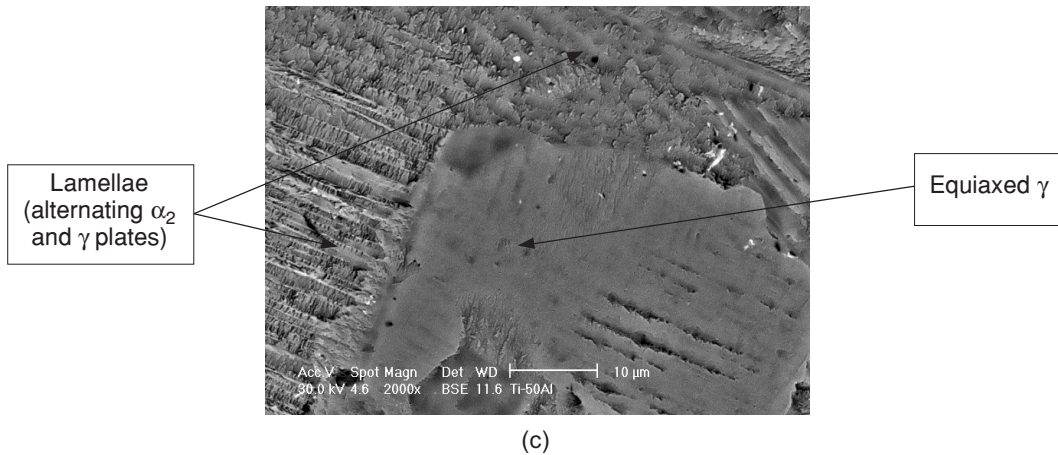 Lamellae
(alternating α2
and γ plates)
Equiaxed γ
Acc.V Spot Magn Det WD 10 µm
30.0 kV 4.6 2000x BSE 11.6 Ti-50Al
(c)